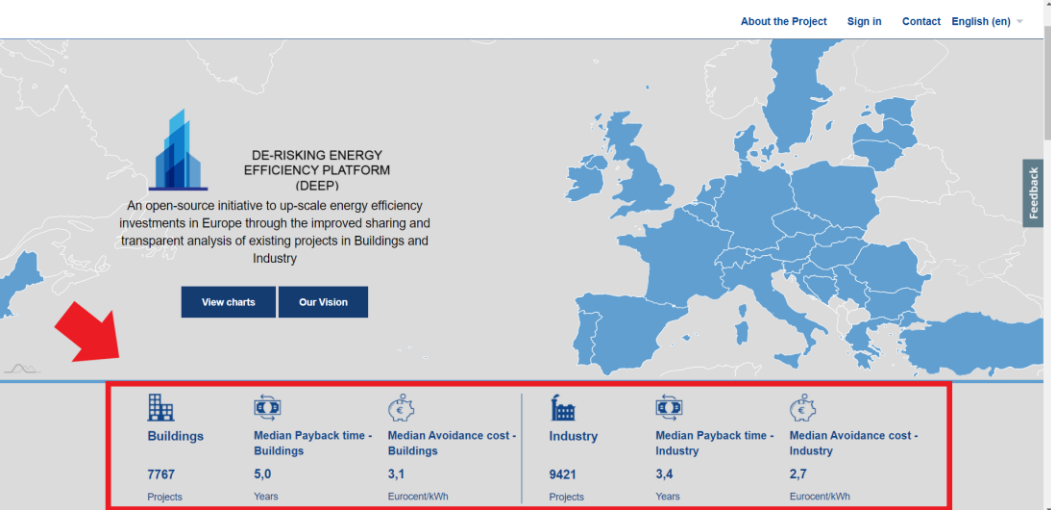 About the Project Sign in Contact English (en)
DE-RISKING ENERGY
EFFICIENCY PLATFORM
(DEEP)
An open-source initiative to up-scale energy efficiency
investments in Europe through the improved sharing and
transparent analysis of existing projects in Buildings and
Industry
View charts Our Vision
Feedback
Buildings
7767
Projects
Median Payback time -
Buildings
5,0
Years
Median Avoidance cost -
Buildings
3,1
Eurocent/kWh
Industry
9421
Projects
Median Payback time -
Industry
3,4
Years
Median Avoidance cost -
Industry
2,7
Eurocent/kWh